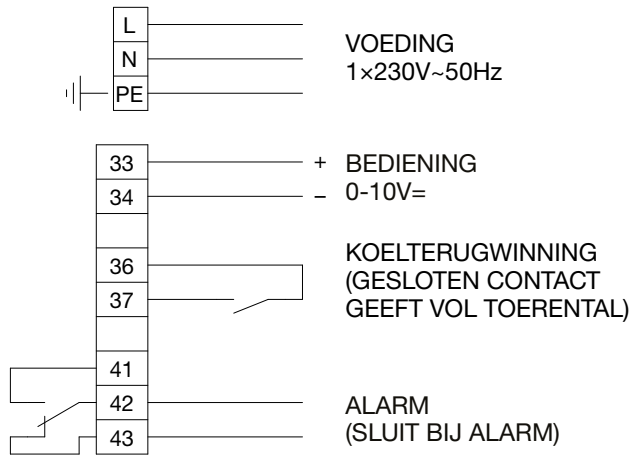 L
N
PE
VOEDING
1×230V~50Hz
33
34
+ BEDIENING
− 0-10V=
36
37
KOELTERUGWINNING
(GESLOTEN CONTACT
GEEFT VOL TOERENTAL)
41
42
43
ALARM
(SLUIT BIJ ALARM)